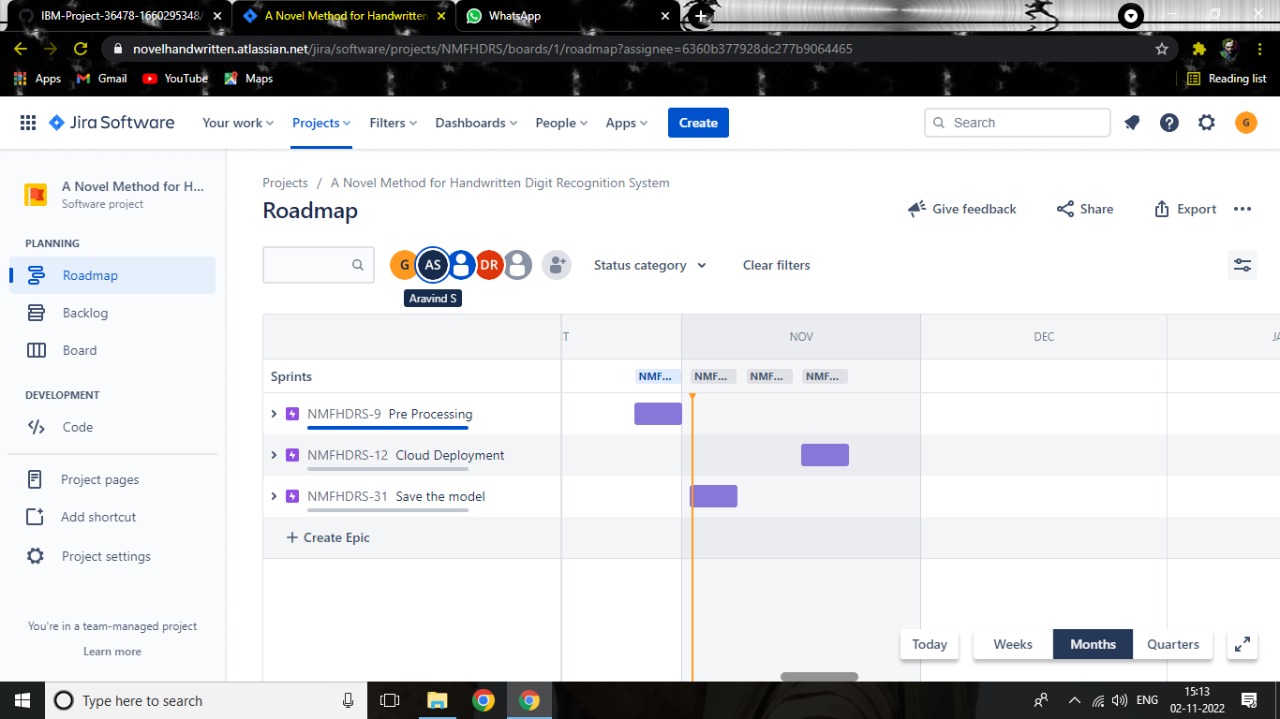 IBM-Project-36478-1660295348/
A Novel Method for Handwritten
WhatsApp
novelhandwritten.atlassian.net/jira/software/projects/NMFHDRS/boards/1/roadmap?assignee=6360b377928dc277b9064465
Apps Gmail YouTube Maps Reading list
Jira Software Your work Projects Filters Dashboards People Apps Create Search G
A Novel Method for H...
Software project
PLANNING
Roadmap
Backlog
Board
DEVELOPMENT
Code
Project pages
Add shortcut
Project settings
You're in a team-managed project
Learn more
Projects / A Novel Method for Handwritten Digit Recognition System
Roadmap
Give feedback Share Export
G AS DR Status category Clear filters
Aravind S
T NOV DEC JA
Sprints NMF... NMF... NMF... NMF...
NMFHDRS-9 Pre Processing
NMFHDRS-12 Cloud Deployment
NMFHDRS-31 Save the model
+ Create Epic
Today Weeks Months Quarters
Type here to search
ENG
15:13
02-11-2022